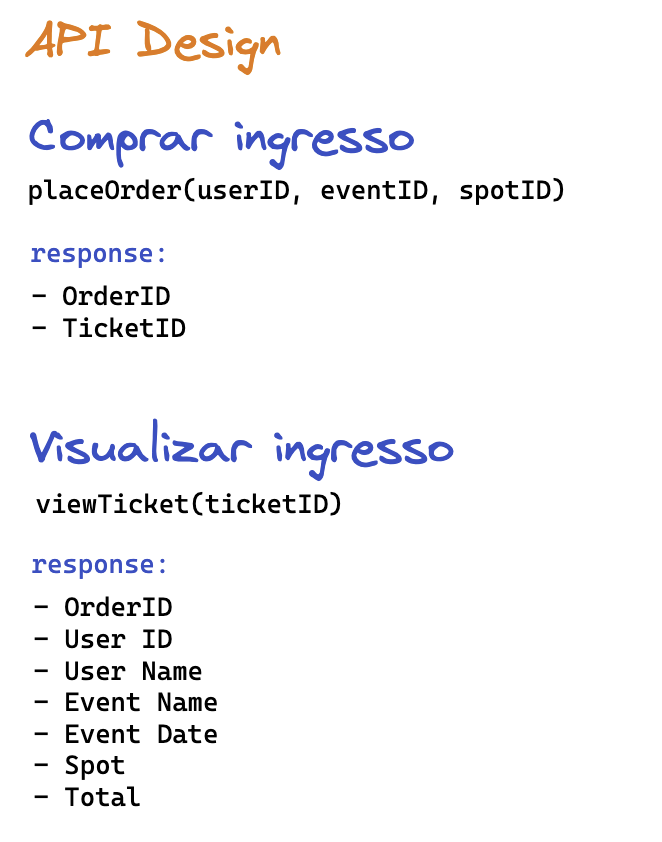 API Design
Comprar ingresso
placeOrder(userID, eventID, spotID)
response:
- OrderID
- TicketID
Visualizar ingresso
viewTicket(ticketID)
response:
- OrderID
- User ID
- User Name
- Event Name
- Event Date
- Spot
- Total